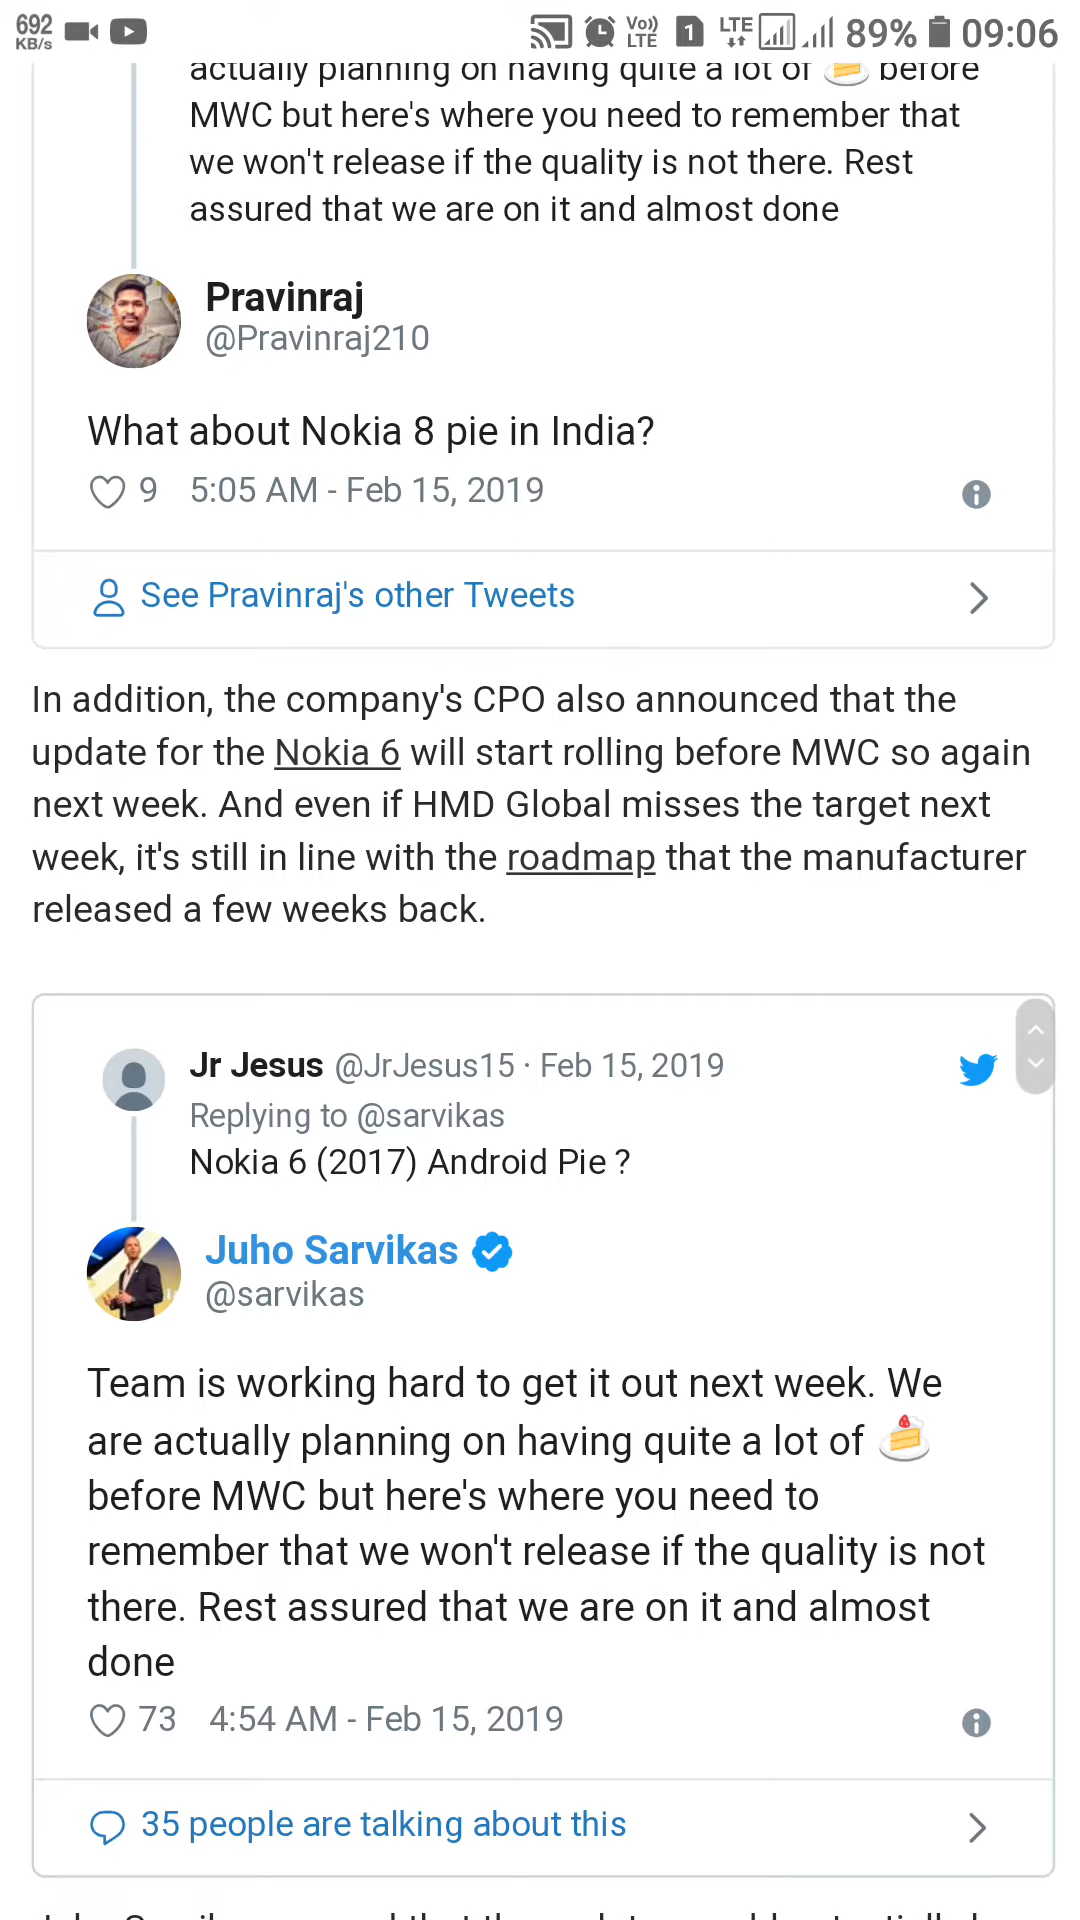 692
KB/s
Vo))
LTE
1
LTE
89%
09:06
actually planning on having quite a lot of 🍰 before
MWC but here's where you need to remember that
we won't release if the quality is not there. Rest
assured that we are on it and almost done
Pravinraj
@Pravinraj210
What about Nokia 8 pie in India?
9 5:05 AM - Feb 15, 2019
See Pravinraj's other Tweets
In addition, the company's CPO also announced that the
update for the Nokia 6 will start rolling before MWC so again
next week. And even if HMD Global misses the target next
week, it's still in line with the roadmap that the manufacturer
released a few weeks back.
Jr Jesus @JrJesus15 · Feb 15, 2019
Replying to @sarvikas
Nokia 6 (2017) Android Pie ?
Juho Sarvikas
@sarvikas
Team is working hard to get it out next week. We
are actually planning on having quite a lot of 🍰
before MWC but here's where you need to
remember that we won't release if the quality is not
there. Rest assured that we are on it and almost
done
73 4:54 AM - Feb 15, 2019
35 people are talking about this